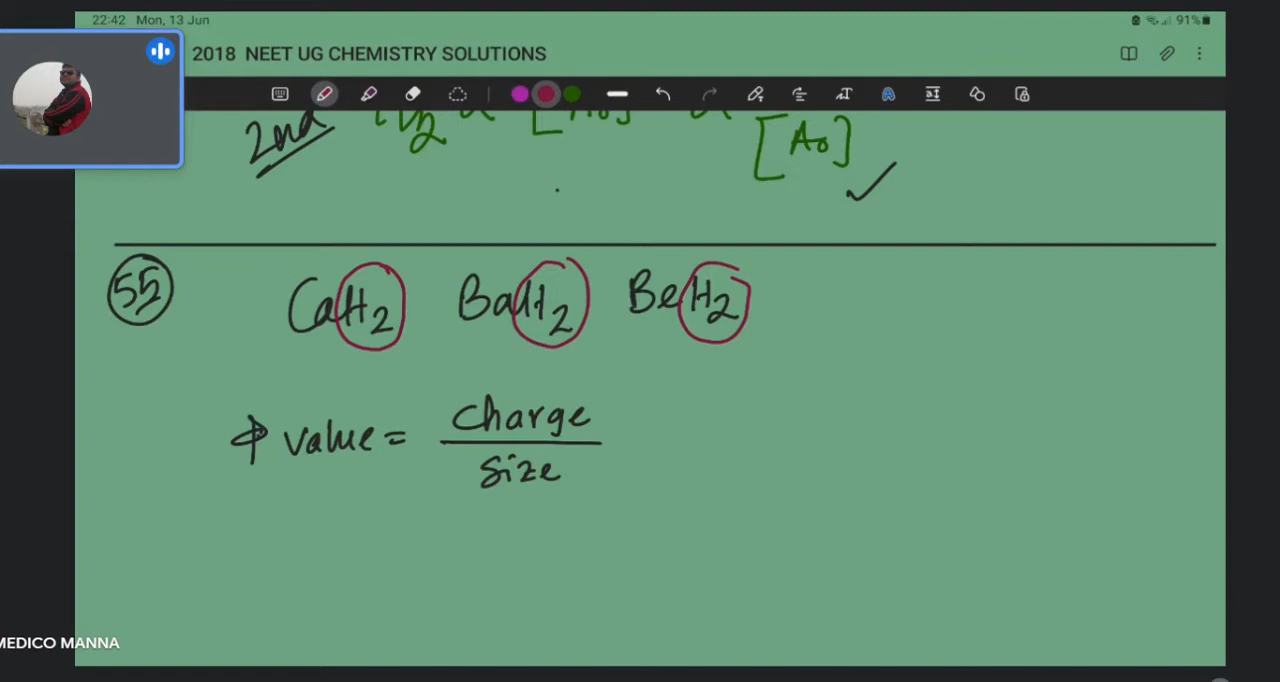 22:42 Mon, 13 Jun
91%
2018 NEET UG CHEMISTRY SOLUTIONS
2nd
[A₀]
55 CaH₂ BaH₂ BeH₂
ϕ value = charge
size
MEDICO MANNA